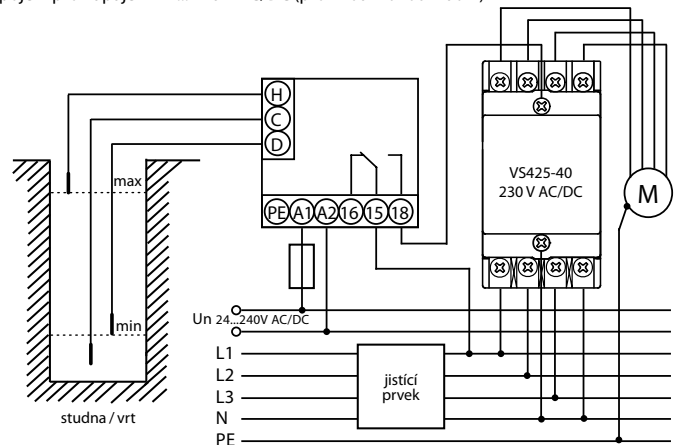 H
C
D
max
min
studna / vrt
PE A1 A2 16 15 18
VS425-40
230 V AC/DC
M
Un 24...240V AC/DC
L1
L2
L3
N
PE
jistící
prvek